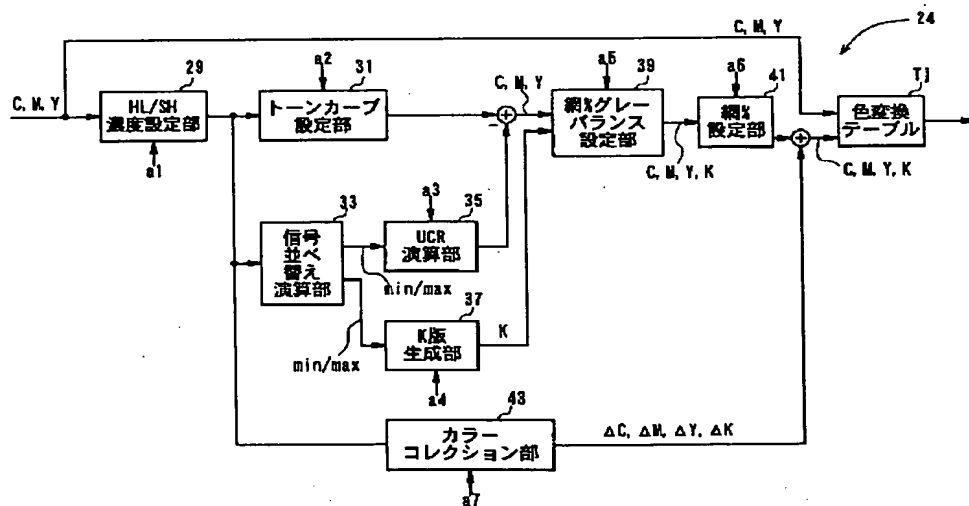 C, M, Y
24
29
a2
31
C, M, Y
a5
39
a6
41
Tj
C, M, Y
HL/SH
濃度設定部
トーンカーブ
設定部
網%グレー
バランス
設定部
網%
設定部
色変換
テーブル
a1
C, M, Y, K
C, M, Y, K
33
a3
35
信号
並べ
替え
演算部
UCR
演算部
min/max
37
K版
生成部
K
min/max
a4
43
カラー
コレクション部
ΔC, ΔM, ΔY, ΔK
a7